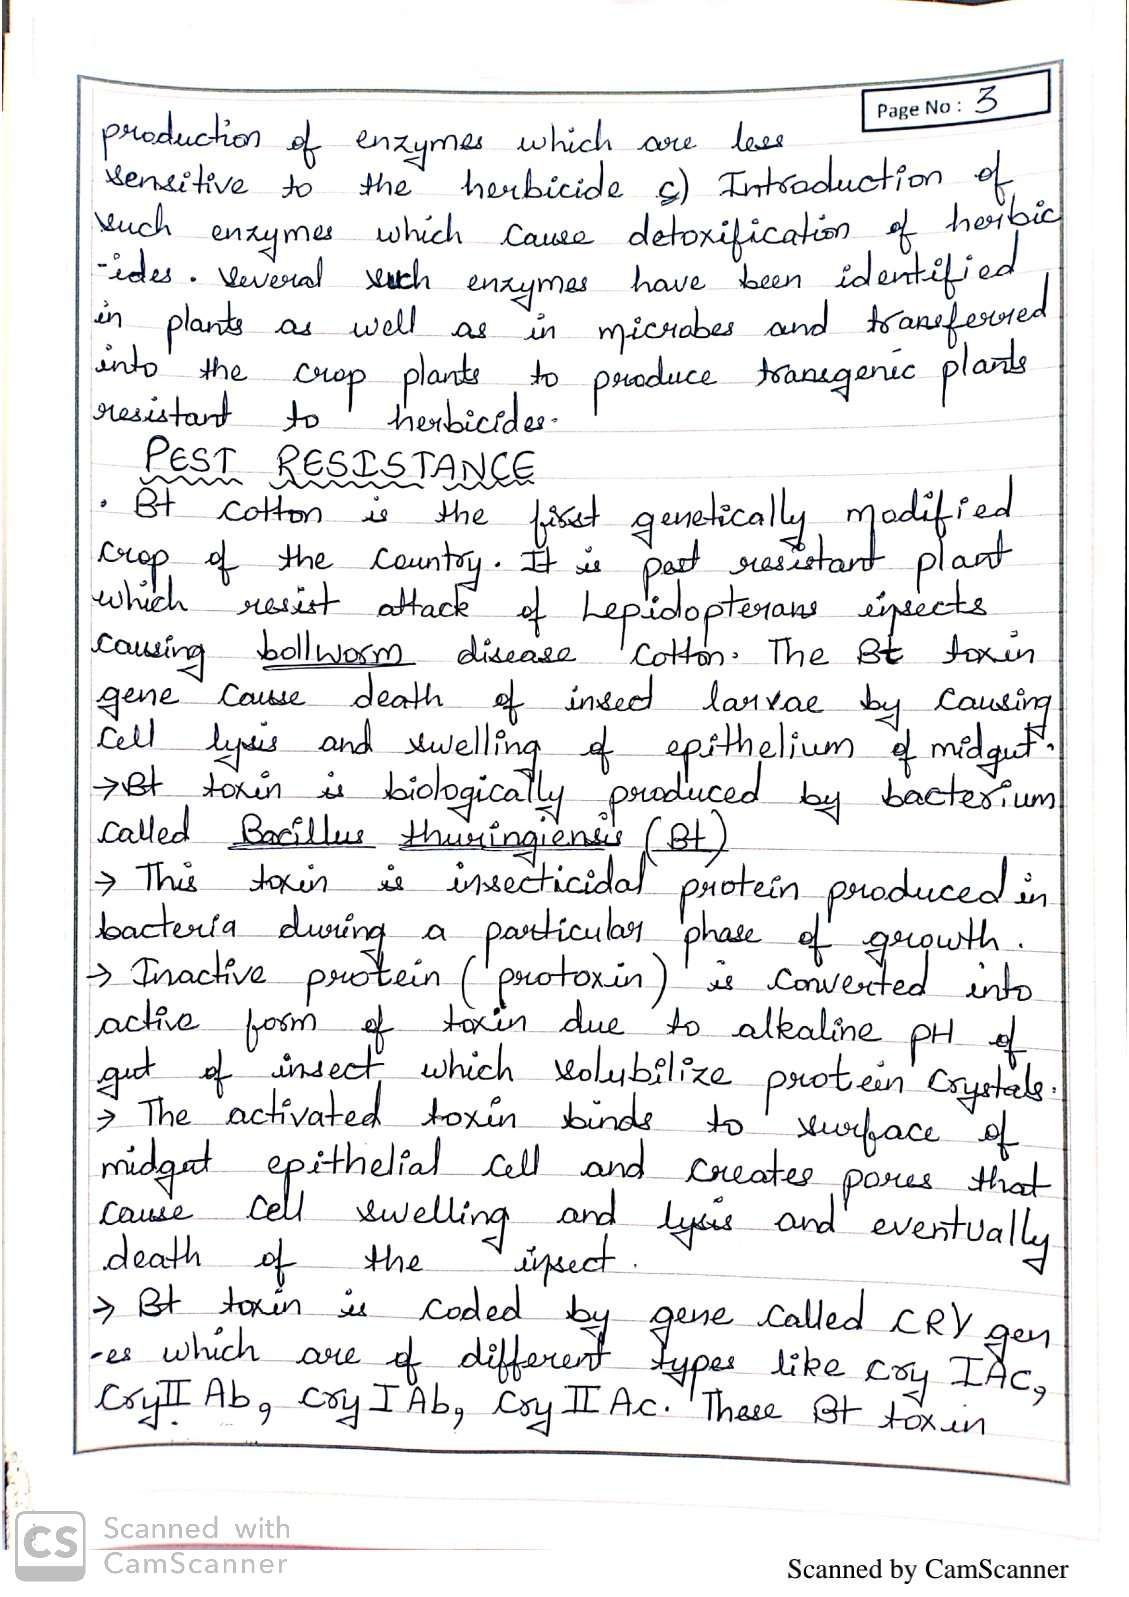 Page No : 3
production of enzymes which are less
sensitive to the herbicide c) Introduction of
such enzymes which cause detoxification of herbic
-ides. Several such enzymes have been identified
in plants as well as in microbes and transferred
into the crop plants to produce transgenic plants
resistant to herbicides.
PEST RESISTANCE
. Bt cotton is the first genetically modified
crop of the country. It is pest resistant plant
which resist attack of Lepidopterans insects
causing bollworm disease cotton. The Bt toxin
gene cause death of insect larvae by causing
cell lysis and swelling of epithelium of midgut.
→Bt toxin is biologically produced by bacterium
called Bacillus thuringiensis (Bt)
→ This toxin is insecticidal protein produced in
bacteria during a particular phase of growth.
→ Inactive protein (protoxin) is converted into
active form of toxin due to alkaline pH of
gut of insect which solubilize protein crystals.
→ The activated toxin binds to surface of
midgut epithelial cell and creates pores that
cause cell swelling and lysis and eventually
death of the insect.
→ Bt toxin is coded by gene called CRY gen
-es which are of different types like cry IAc,
Cry II Ab, cry I Ab, Cry II Ac. These Bt toxin
CS Scanned with
CamScanner
Scanned by CamScanner